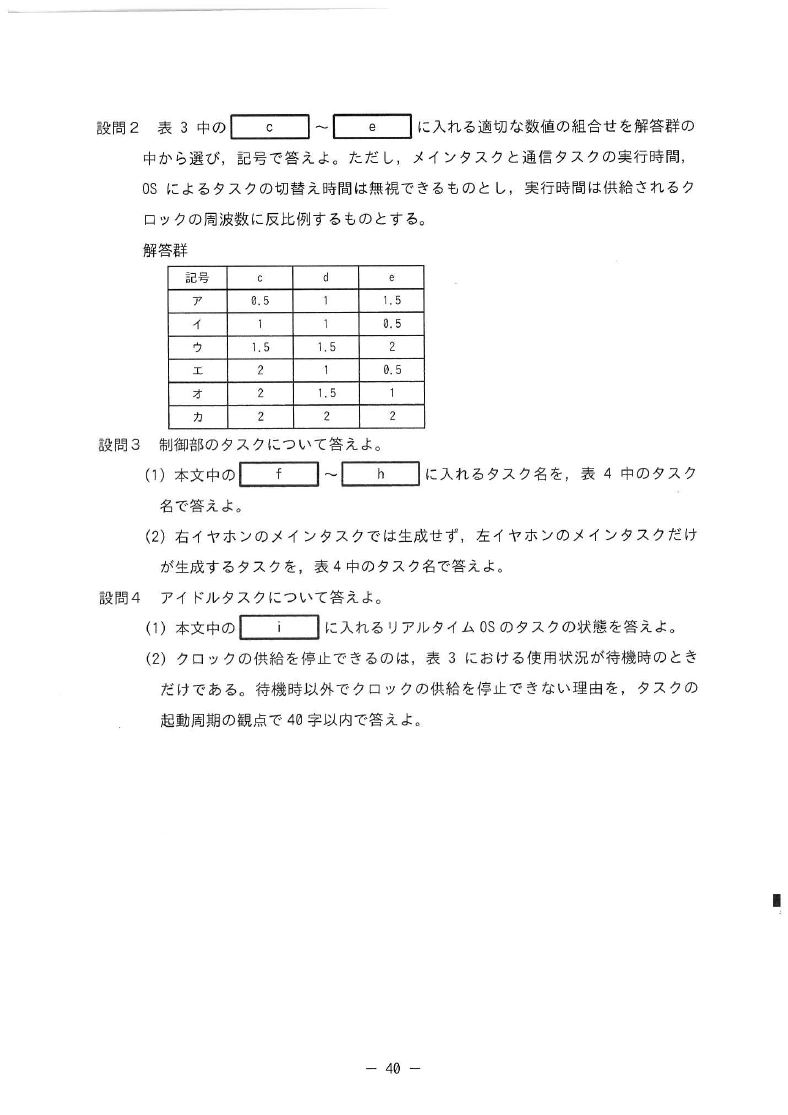 設問2 表 3 中の c ～ e に入れる適切な数値の組合せを解答群の
中から選び，記号で答えよ。ただし，メインタスクと通信タスクの実行時間，
OS によるタスクの切替え時間は無視できるものとし，実行時間は供給されるク
ロックの周波数に反比例するものとする。
解答群
記号 c d e
ア 0.5 1 1.5
イ 1 1 0.5
ウ 1.5 1.5 2
エ 2 1 0.5
オ 2 1.5 1
カ 2 2 2
設問3 制御部のタスクについて答えよ。
(1) 本文中の f ～ h に入れるタスク名を，表 4 中のタスク
名で答えよ。
(2) 右イヤホンのメインタスクでは生成せず，左イヤホンのメインタスクだけ
が生成するタスクを，表 4 中のタスク名で答えよ。
設問4 アイドルタスクについて答えよ。
(1) 本文中の i に入れるリアルタイム OS のタスクの状態を答えよ。
(2) クロックの供給を停止できるのは，表 3 における使用状況が待機時のとき
だけである。待機時以外でクロックの供給を停止できない理由を，タスクの
起動周期の観点で 40 字以内で答えよ。
― 40 ―